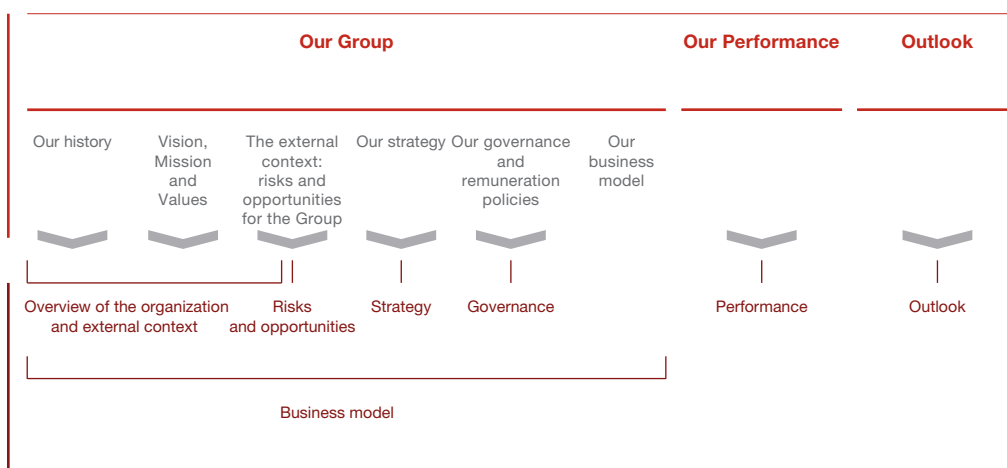 Our Group
Our Performance
Outlook
Our history
Vision,
Mission
and
Values
The external
context:
risks and
opportunities
for the Group
Our strategy
Our governance
and
remuneration
policies
Our
business
model
Overview of the organization
and external context
Risks
and opportunities
Strategy
Governance
Performance
Outlook
Business model